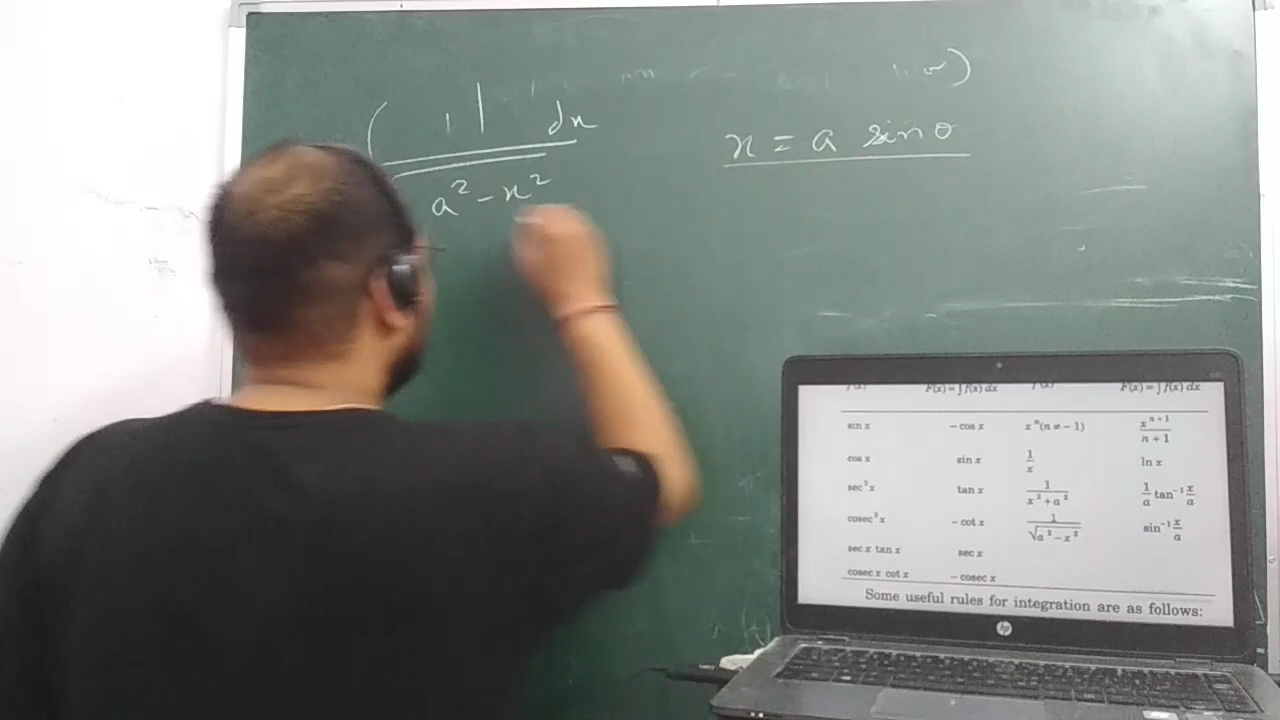 1 dx
a² - x²
x = a sin θ
F(x) = ∫ f(x) dx F(x) = ∫ f(x) dx
sin x - cos x xⁿ (n ≠ - 1) xⁿ⁺¹/n + 1
cos x sin x 1/x ln x
sec² x tan x 1/x² + a² 1/a tan⁻¹ x/a
cosec² x - cot x 1/√a² - x² sin⁻¹ x/a
sec x tan x sec x
cosec x cot x - cosec x
Some useful rules for integration are as follows:
hp